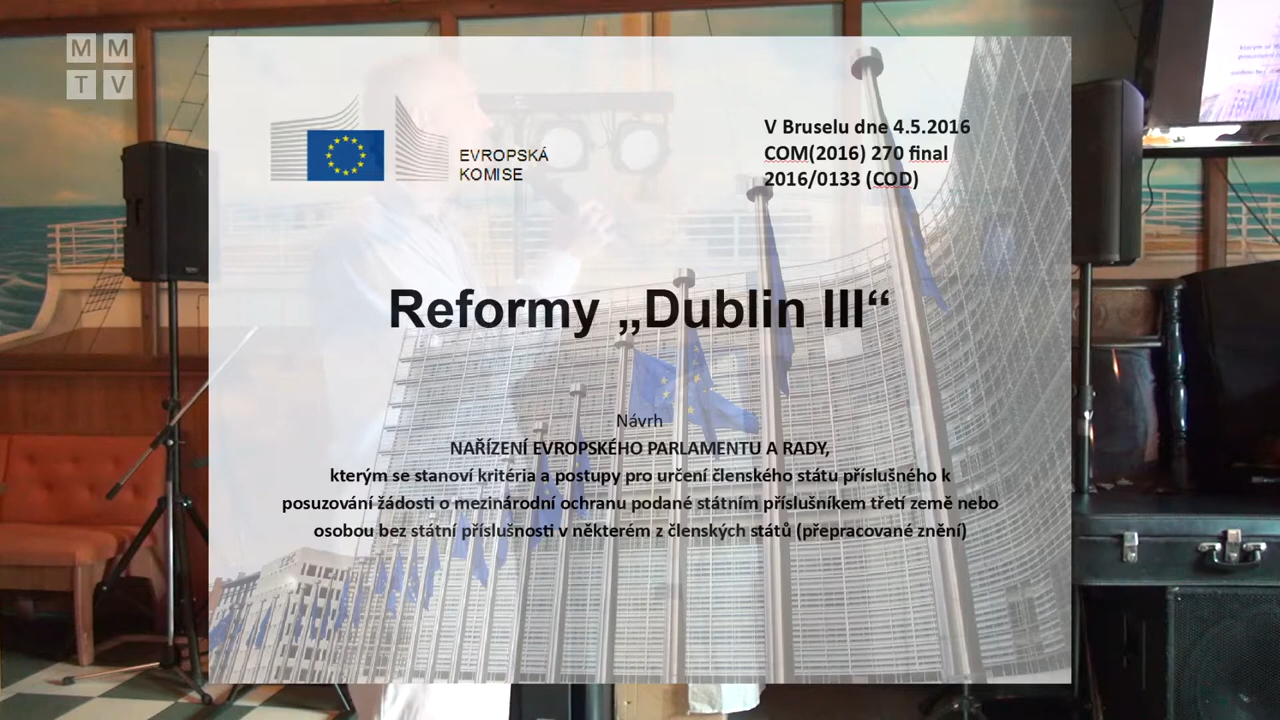 M M
T V
EVROPSKÁ
KOMISE
V Bruselu dne 4.5.2016
COM(2016) 270 final
2016/0133 (COD)
Reformy „Dublin III“
Návrh
NAŘÍZENÍ EVROPSKÉHO PARLAMENTU A RADY,
kterým se stanoví kritéria a postupy pro určení členského státu příslušného k
posuzování žádosti o mezinárodní ochranu podané státním příslušníkem třetí země nebo
osobou bez státní příslušnosti v některém z členských států (přepracované znění)